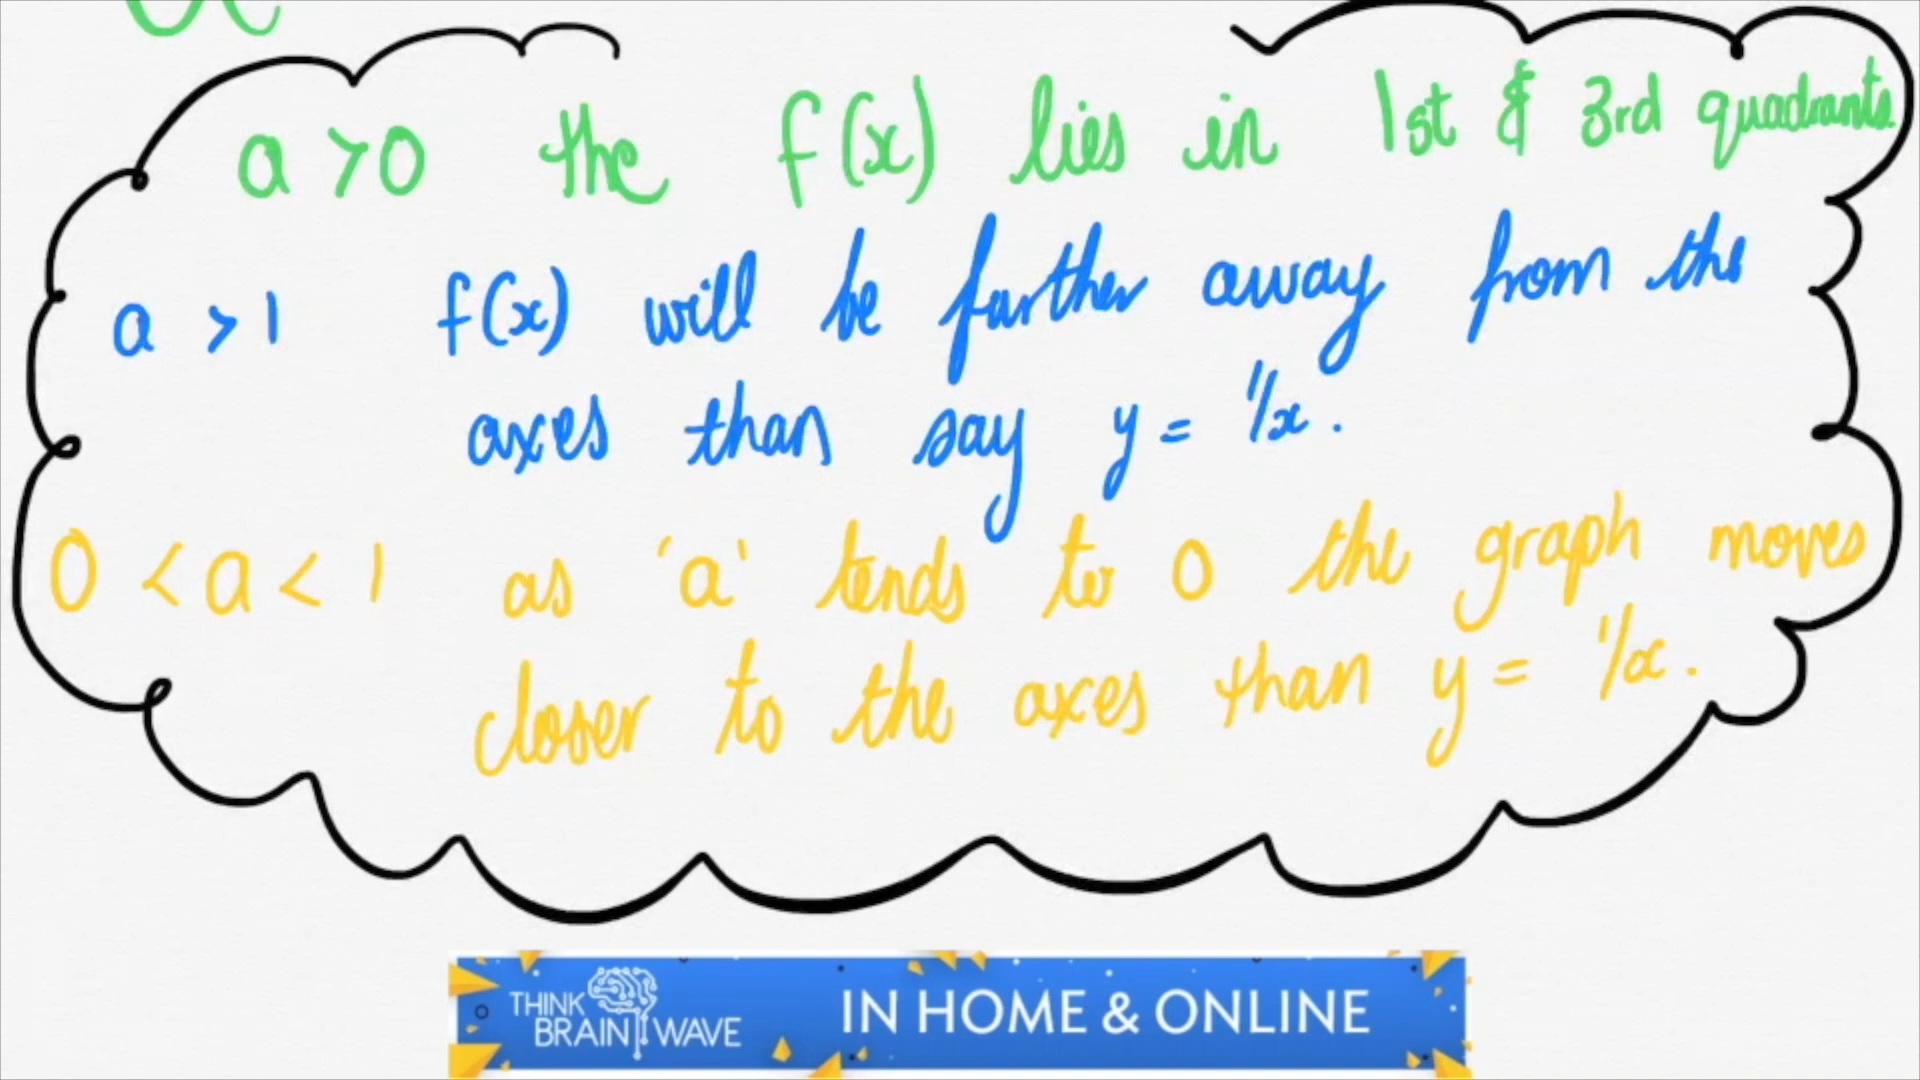 a > 0 the f(x) lies in 1st & 3rd quadrants.
a > 1 f(x) will be further away from the
axes than say y = 1/x.
0 < a < 1 as 'a' tends to 0 the graph moves
closer to the axes than y = 1/x.
THINK
BRAIN WAVE
IN HOME & ONLINE